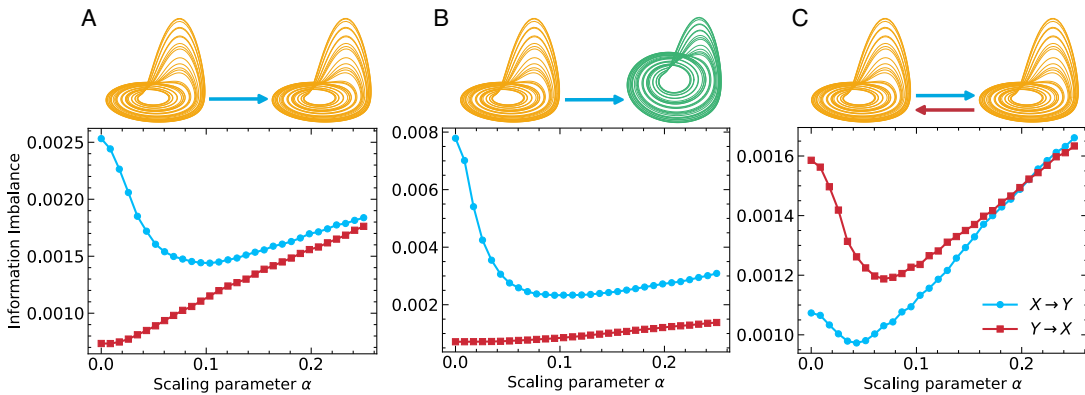 A
B
C
Information Imbalance
0.0025
0.0020
0.0015
0.0010
0.0
0.1
0.2
Scaling parameter α
0.008
0.006
0.004
0.002
0.0
0.1
0.2
Scaling parameter α
0.0016
0.0014
0.0012
0.0010
X → Y
Y → X
0.0
0.2
Scaling parameter α